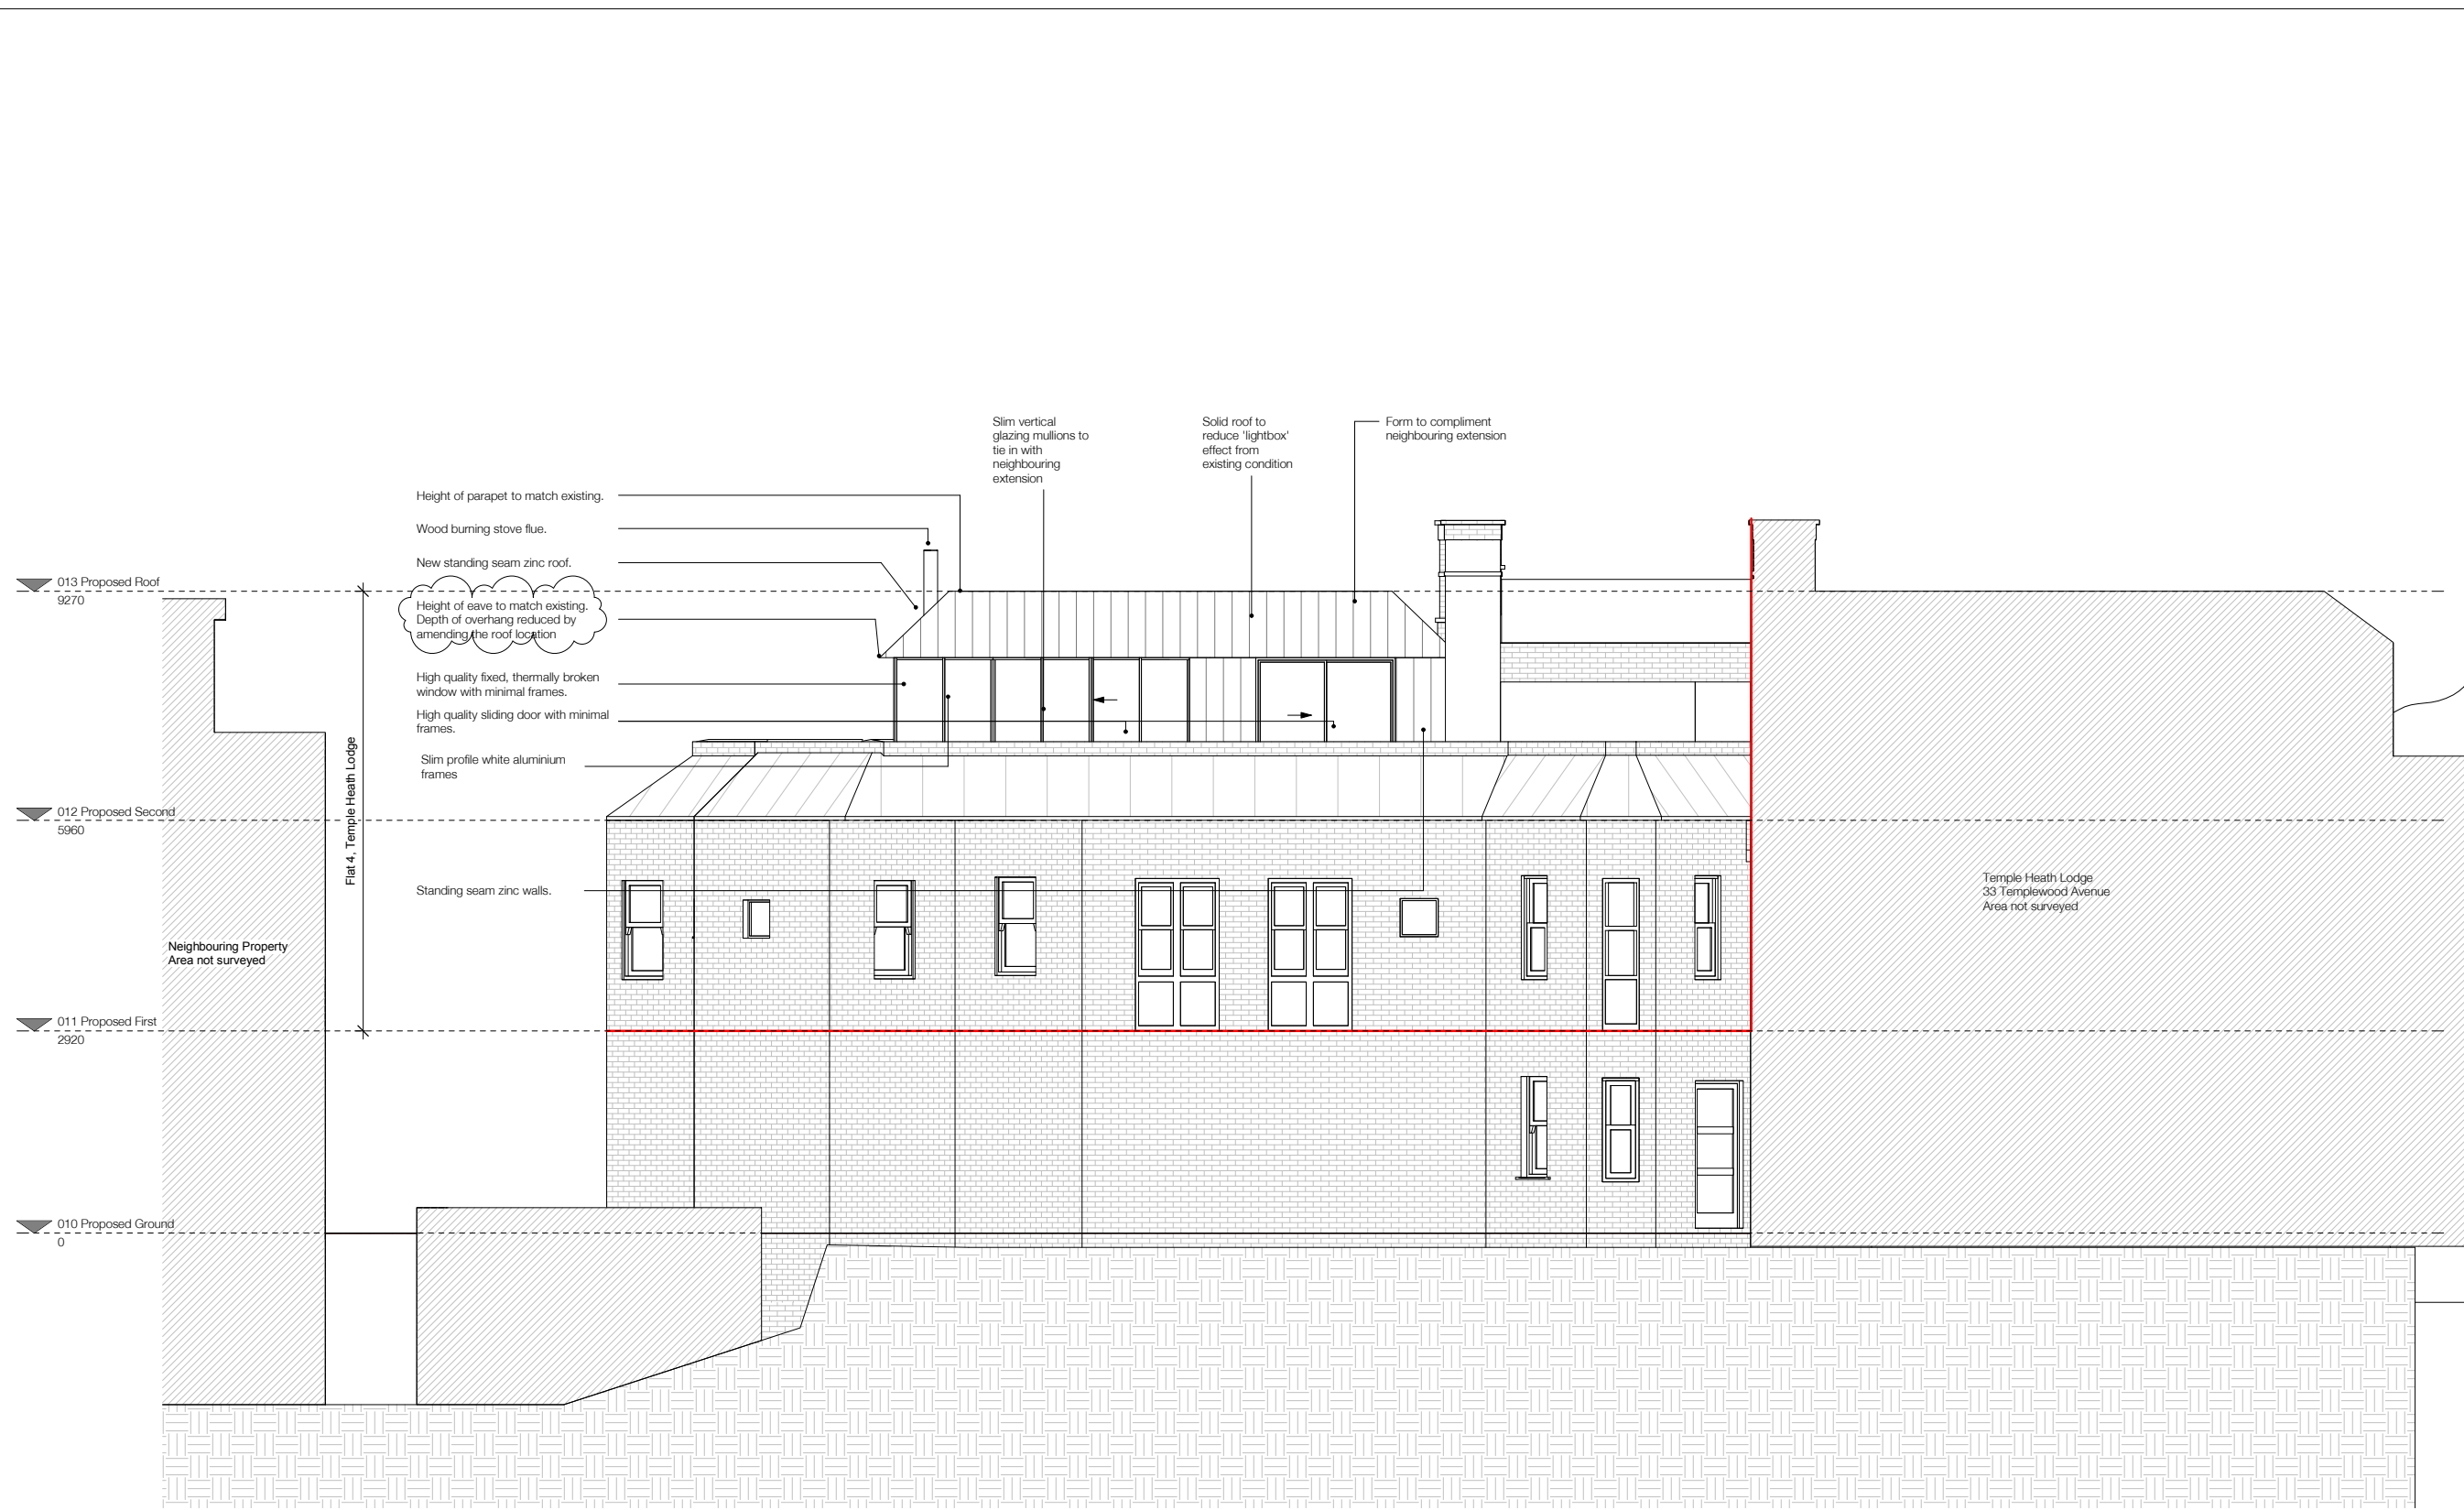 Slim vertical
glazing mullions to
tie in with
neighbouring
extension
Solid roof to
reduce 'lightbox'
effect from
existing condition
Form to compliment
neighbouring extension
Height of parapet to match existing.
Wood burning stove flue.
New standing seam zinc roof.
013 Proposed Roof
9270
Height of eave to match existing.
Depth of overhang reduced by
amending the roof location
High quality fixed, thermally broken
window with minimal frames.
High quality sliding door with minimal
frames.
Slim profile white aluminium
frames
Flat 4, Temple Heath Lodge
012 Proposed Second
5960
Standing seam zinc walls.
Temple Heath Lodge
33 Templewood Avenue
Area not surveyed
Neighbouring Property
Area not surveyed
011 Proposed First
2920
010 Proposed Ground
0